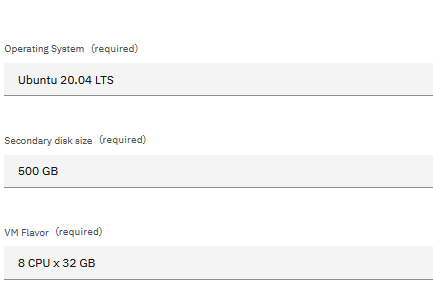 Operating System (required)
Ubuntu 20.04 LTS
Secondary disk size (required)
500 GB
VM Flavor (required)
8 CPU x 32 GB